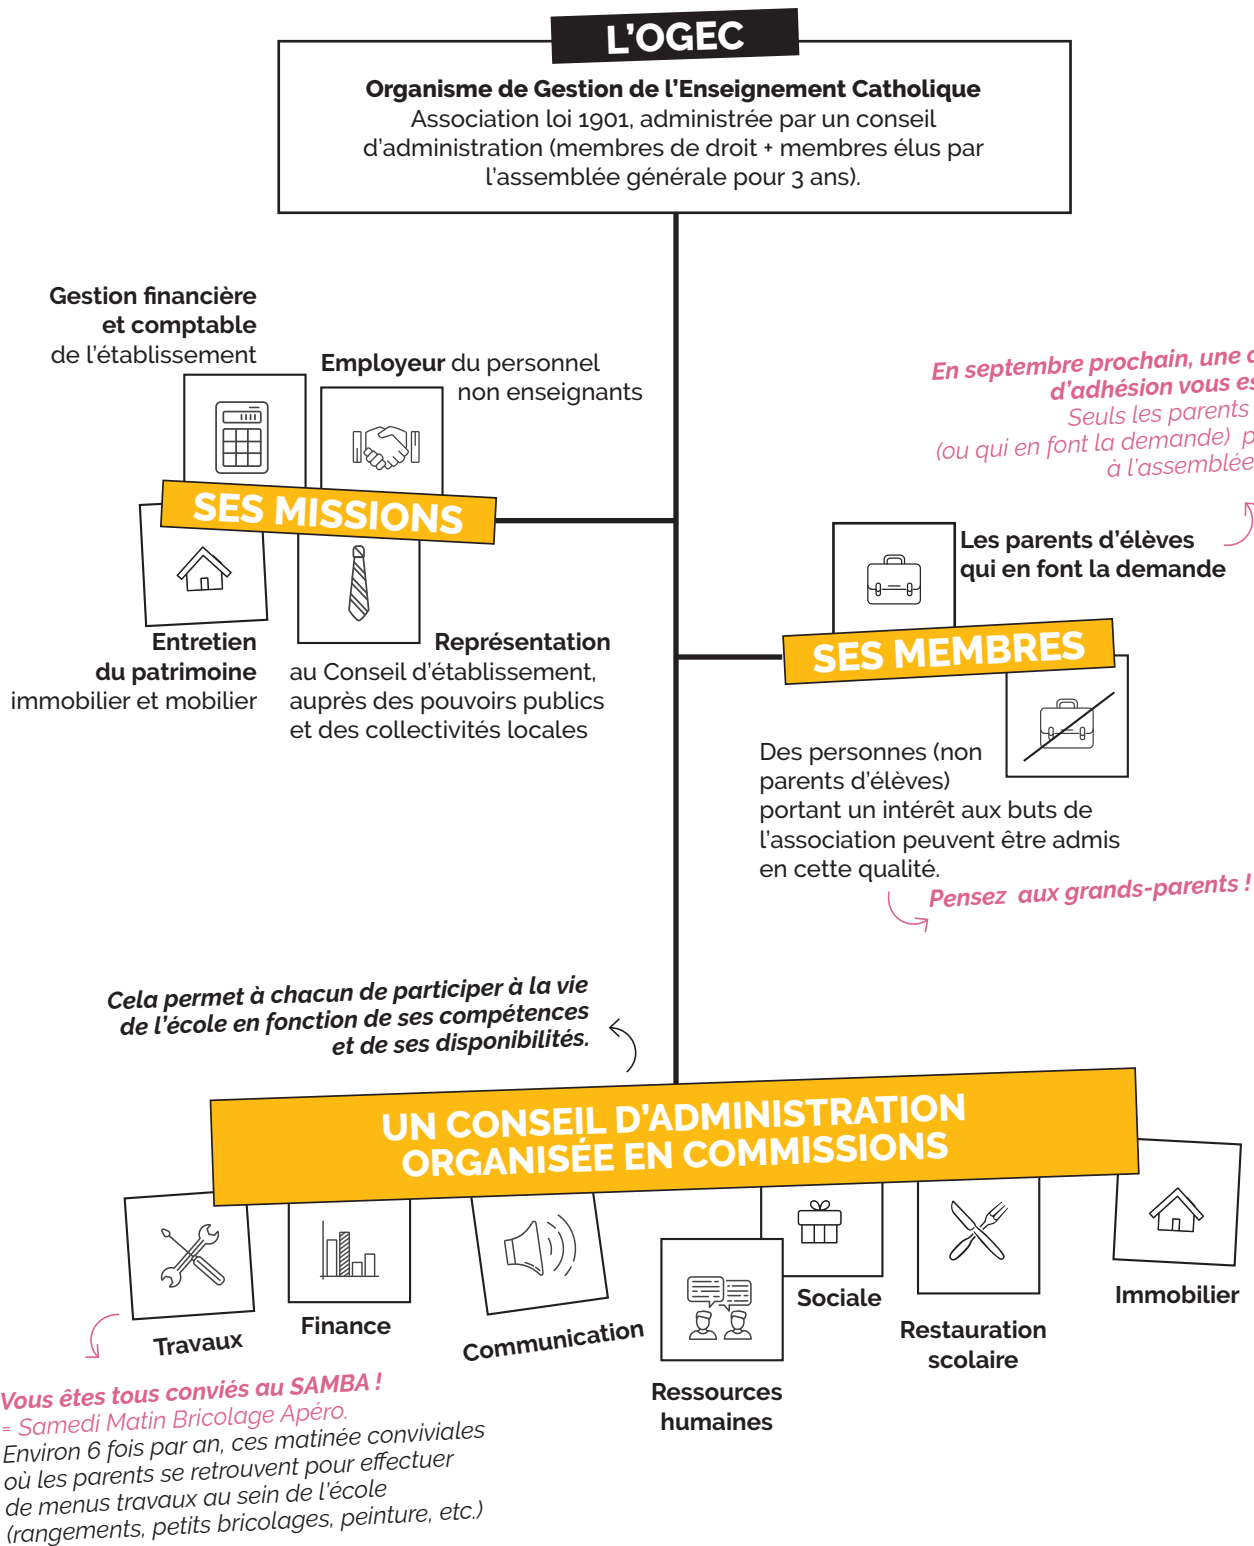 L'OGEC
Organisme de Gestion de l'Enseignement Catholique
Association loi 1901, administrée par un conseil
d'administration (membres de droit + membres élus par
l'assemblée générale pour 3 ans).
Gestion financière
et comptable
de l'établissement
Employeur du personnel
non enseignants
SES MISSIONS
Entretien
du patrimoine
immobilier et mobilier
Représentation
au Conseil d'établissement,
auprès des pouvoirs publics
et des collectivités locales
En septembre prochain, une
d'adhésion vous
Seuls les parents
(ou qui en font la demande)
à l'assemblée
Les parents d'élèves
qui en font la demande
SES MEMBRES
Des personnes (non
parents d'élèves)
portant un intérêt aux buts de
l'association peuvent être admis
en cette qualité.
Pensez aux grands-parents !
Cela permet à chacun de participer à la vie
de l'école en fonction de ses compétences
et de ses disponibilités.
UN CONSEIL D'ADMINISTRATION
ORGANISÉE EN COMMISSIONS
Travaux
Finance
Communication
Ressources
humaines
Sociale
Restauration
scolaire
Immobilier
Vous êtes tous conviés au SAMBA !
= Samedi Matin Bricolage Apéro.
Environ 6 fois par an, ces matinée conviviales
où les parents se retrouvent pour effectuer
de menus travaux au sein de l'école
(rangements, petits bricolages, peinture, etc.)